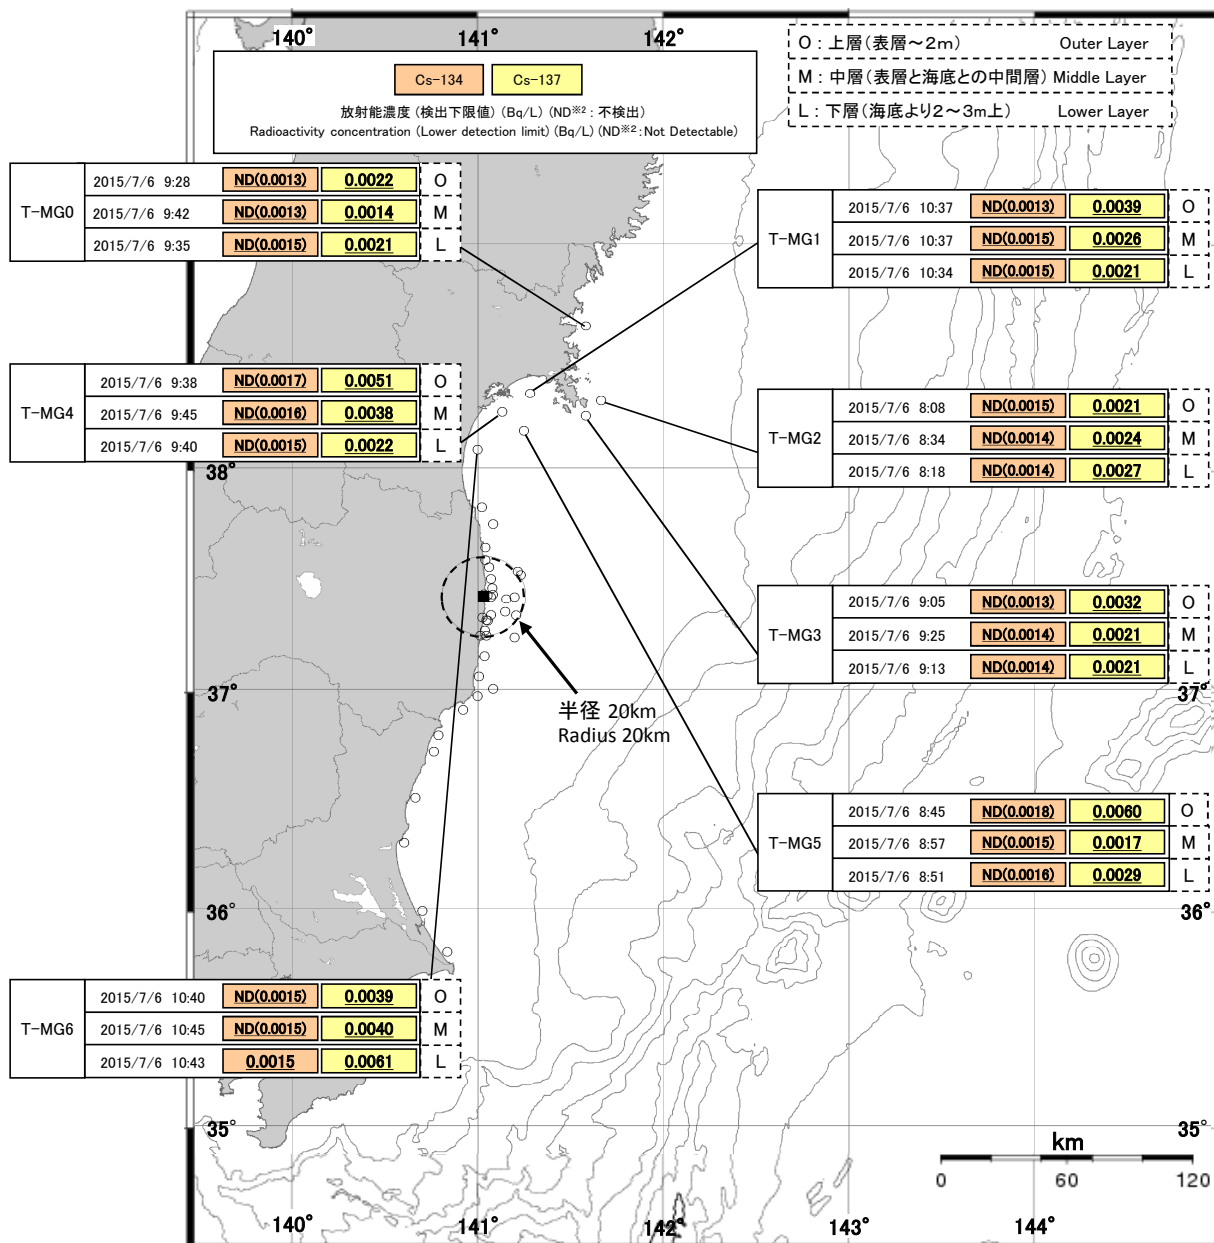 140°
141°
142°
O : 上層(表層～2m) Outer Layer
M : 中層(表層と海底との中間層) Middle Layer
L : 下層(海底より2～3m上) Lower Layer
Cs-134 Cs-137
放射能濃度 (検出下限値) (Bq/L) (ND※2 : 不検出)
Radioactivity concentration (Lower detection limit) (Bq/L) (ND※2 : Not Detectable)
T-MG0
2015/7/6 9:28 ND(0.0013) 0.0022 O
2015/7/6 9:42 ND(0.0013) 0.0014 M
2015/7/6 9:35 ND(0.0015) 0.0021 L
T-MG1
2015/7/6 10:37 ND(0.0013) 0.0039 O
2015/7/6 10:37 ND(0.0015) 0.0026 M
2015/7/6 10:34 ND(0.0015) 0.0021 L
T-MG4
2015/7/6 9:38 ND(0.0017) 0.0051 O
2015/7/6 9:45 ND(0.0016) 0.0038 M
2015/7/6 9:40 ND(0.0015) 0.0022 L
T-MG2
2015/7/6 8:08 ND(0.0015) 0.0021 O
2015/7/6 8:34 ND(0.0014) 0.0024 M
2015/7/6 8:18 ND(0.0014) 0.0027 L
38°
T-MG3
2015/7/6 9:05 ND(0.0013) 0.0032 O
2015/7/6 9:25 ND(0.0014) 0.0021 M
2015/7/6 9:13 ND(0.0014) 0.0021 L
37°
37°
半径 20km
Radius 20km
T-MG5
2015/7/6 8:45 ND(0.0018) 0.0060 O
2015/7/6 8:57 ND(0.0015) 0.0017 M
2015/7/6 8:51 ND(0.0016) 0.0029 L
36°
36°
T-MG6
2015/7/6 10:40 ND(0.0015) 0.0039 O
2015/7/6 10:45 ND(0.0015) 0.0040 M
2015/7/6 10:43 0.0015 0.0061 L
35°
35°
km
0 60 120
140°
141°
142°
143°
144°